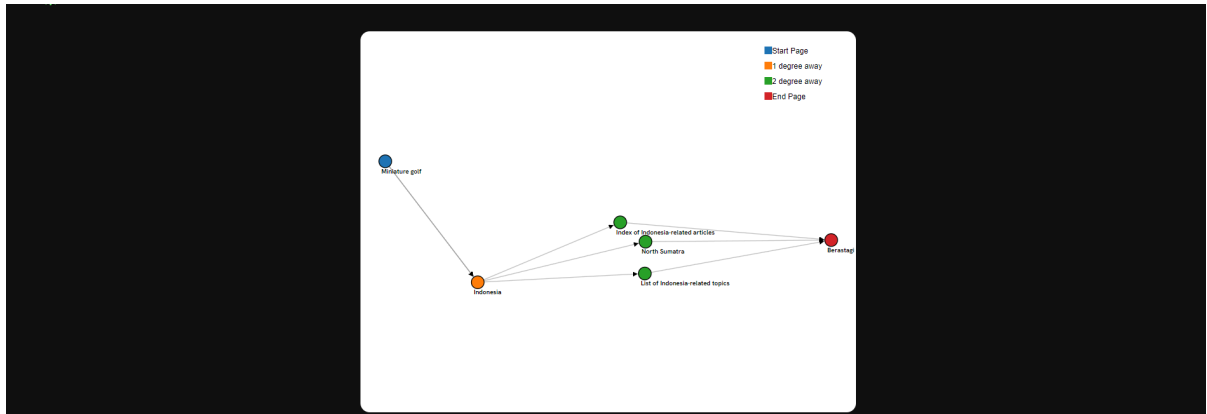 Start Page
1 degree away
2 degree away
End Page
Miniature golf
Index of Indonesia-related articles
North Sumatra
Berastagi
List of Indonesia-related topics
Indonesia